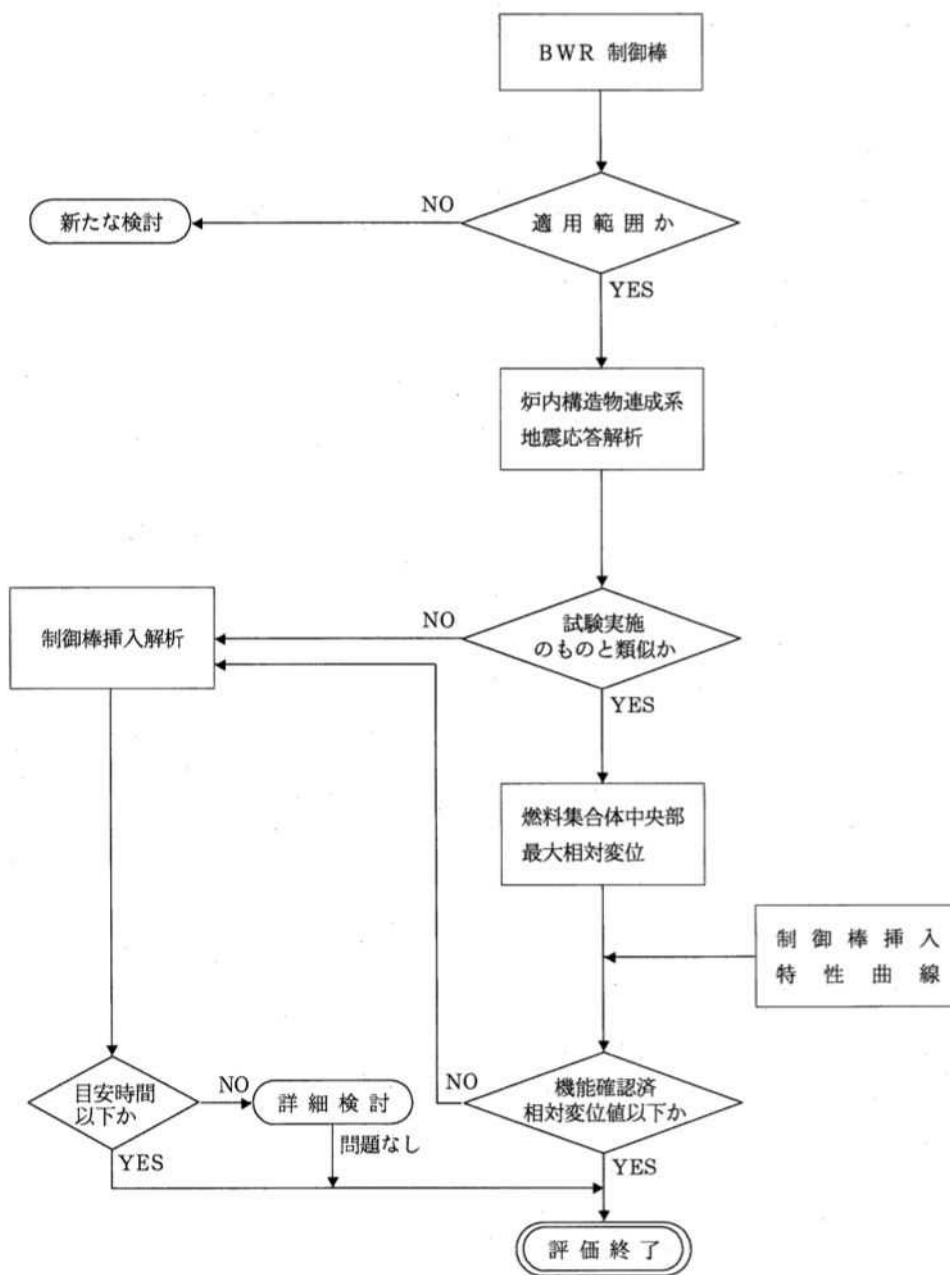 BWR 制御棒
適用範囲か
NO
新たな検討
YES
炉内構造物連成系
地震応答解析
試験実施
のものと類似か
NO
制御棒挿入解析
YES
燃料集合体中央部
最大相対変位
制御棒挿入
特性曲線
機能確認済
相対変位値以下か
NO
目安時間
以下か
NO
詳細検討
問題なし
YES
YES
評価終了